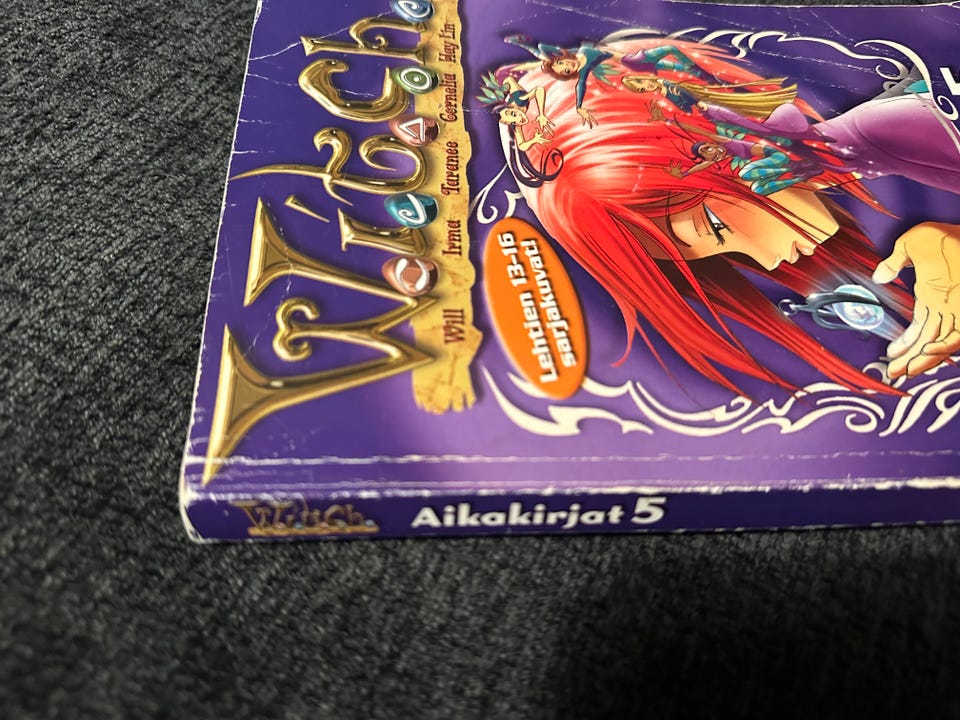 W.i.t.c.h.
Will Irma Taranee Cornelia Hay Lin
Lehtien 13-16
sarjakuvat!
W.i.t.c.h.
Aikakirjat 5